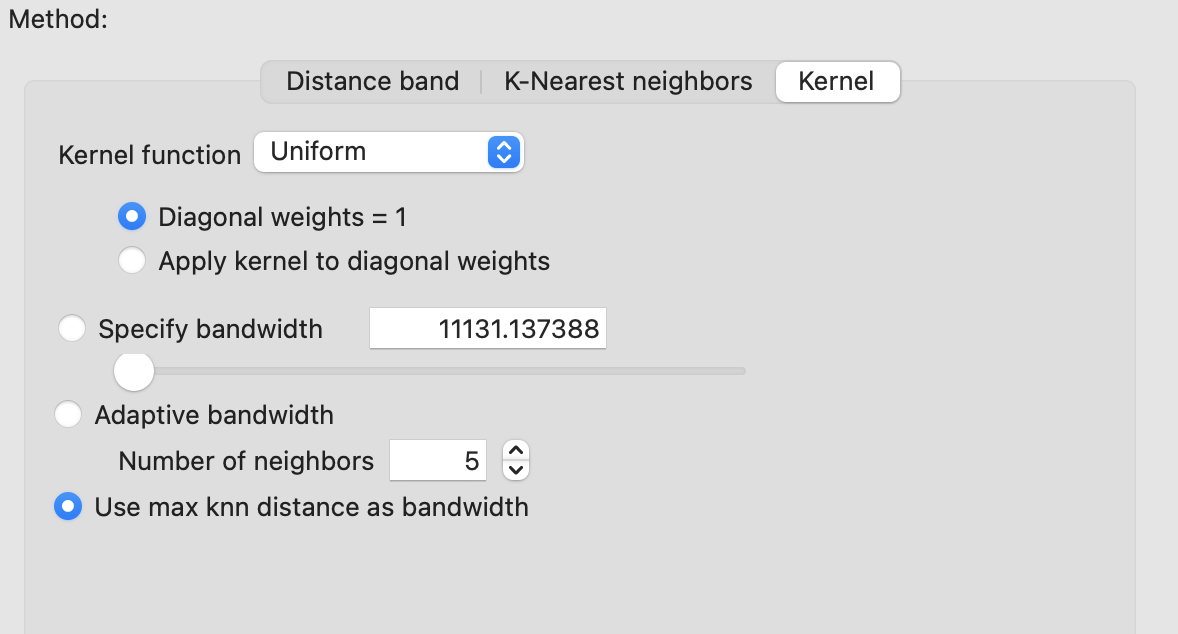 Method:
Distance band K-Nearest neighbors Kernel
Kernel function Uniform
Diagonal weights = 1
Apply kernel to diagonal weights
Specify bandwidth 11131.137388
Adaptive bandwidth
Number of neighbors 5
Use max knn distance as bandwidth